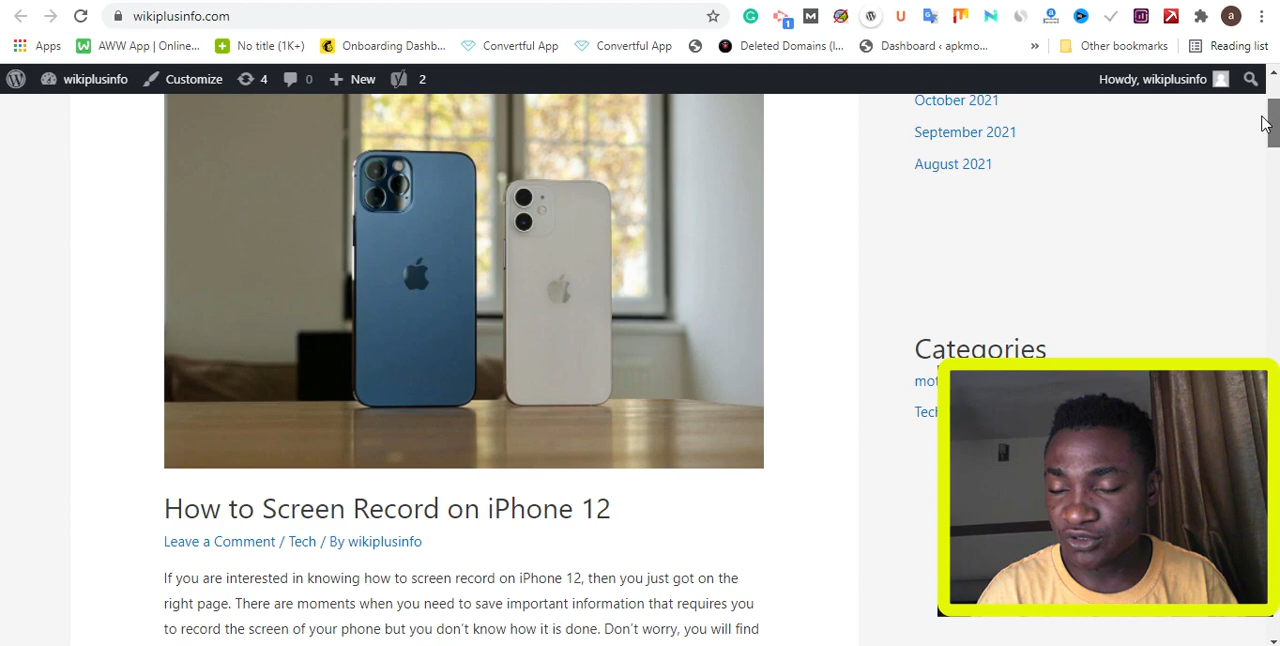 wikiplusinfo.com
Apps
AWW App | Online...
No title (1K+)
Onboarding Dashb...
Convertful App
Convertful App
Deleted Domains (I...
Dashboard ‹ apkmo...
»
Other bookmarks
Reading list
wikiplusinfo
Customize
4
0
New
2
Howdy, wikiplusinfo
October 2021
September 2021
August 2021
Categories
Tech
How to Screen Record on iPhone 12
Leave a Comment / Tech / By wikiplusinfo
If you are interested in knowing how to screen record on iPhone 12, then you just got on the
right page. There are moments when you need to save important information that requires you
to record the screen of your phone but you don't know how it is done. Don't worry, you will find